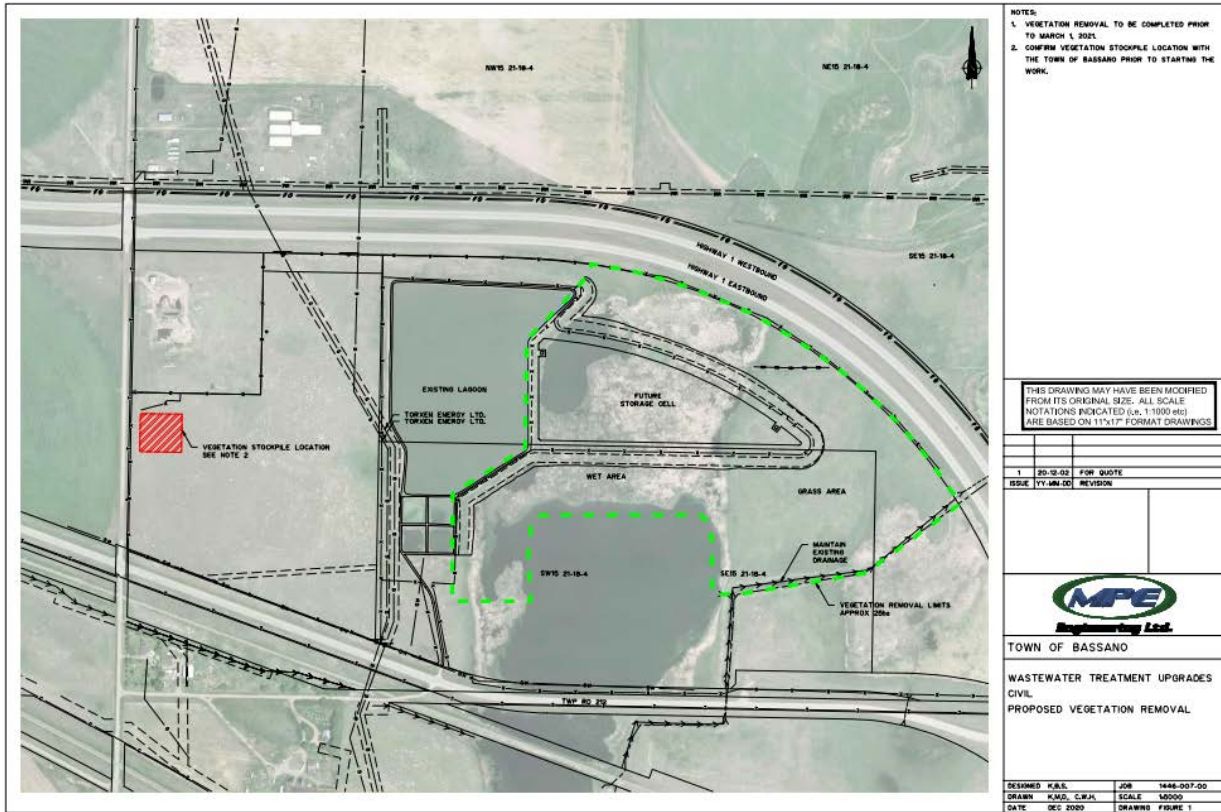 NOTES:
1. VEGETATION REMOVAL TO BE COMPLETED PRIOR
TO MARCH 1, 2021.
2. CONFIRM VEGETATION STOCKPILE LOCATION WITH
THE TOWN OF BASSANO PRIOR TO STARTING THE
WORK.
NW15 21-18-4
NE15 21-18-4
SE15 21-18-4
HIGHWAY 1 WESTBOUND
HIGHWAY 1 EASTBOUND
EXISTING LAGOON
FUTURE
STORAGE CELL
TORXEN ENERGY LTD.
TORXEN ENERGY LTD.
VEGETATION STOCKPILE LOCATION
SEE NOTE 2
WET AREA
GRASS AREA
MAINTAIN
EXISTING
DRAINAGE
SW15 21-18-4
SE15 21-18-4
VEGETATION REMOVAL LIMITS
APPROX 25ha
TWP RD 212
THIS DRAWING MAY HAVE BEEN MODIFIED
FROM ITS ORIGINAL SIZE. ALL SCALE
NOTATIONS INDICATED (i.e. 1:1000 etc)
ARE BASED ON 11"x17" FORMAT DRAWINGS
1 20-12-02 FOR QUOTE
ISSUE YY-MM-DD REVISION
MPE
Engineering Ltd.
TOWN OF BASSANO
WASTEWATER TREATMENT UPGRADES
CIVIL
PROPOSED VEGETATION REMOVAL
DESIGNED K.B.S. JOB 1446-007-00
DRAWN K.M.D., C.W.H. SCALE
DATE DEC 2020 DRAWING FIGURE 1